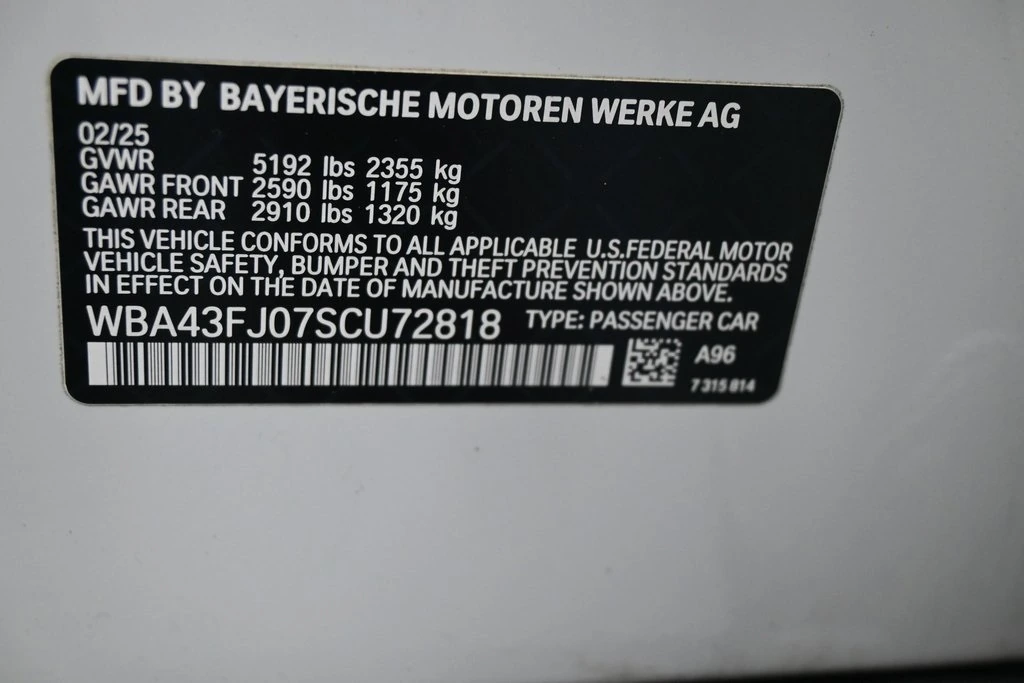 MFD BY BAYERISCHE MOTOREN WERKE AG
02/25
GVWR 5192 lbs 2355 kg
GAWR FRONT 2590 lbs 1175 kg
GAWR REAR 2910 lbs 1320 kg
THIS VEHICLE CONFORMS TO ALL APPLICABLE U.S.FEDERAL MOTOR
VEHICLE SAFETY, BUMPER AND THEFT PREVENTION STANDARDS
IN EFFECT ON THE DATE OF MANUFACTURE SHOWN ABOVE.
WBA43FJ07SCU72818 TYPE: PASSENGER CAR
A96
7 315 814